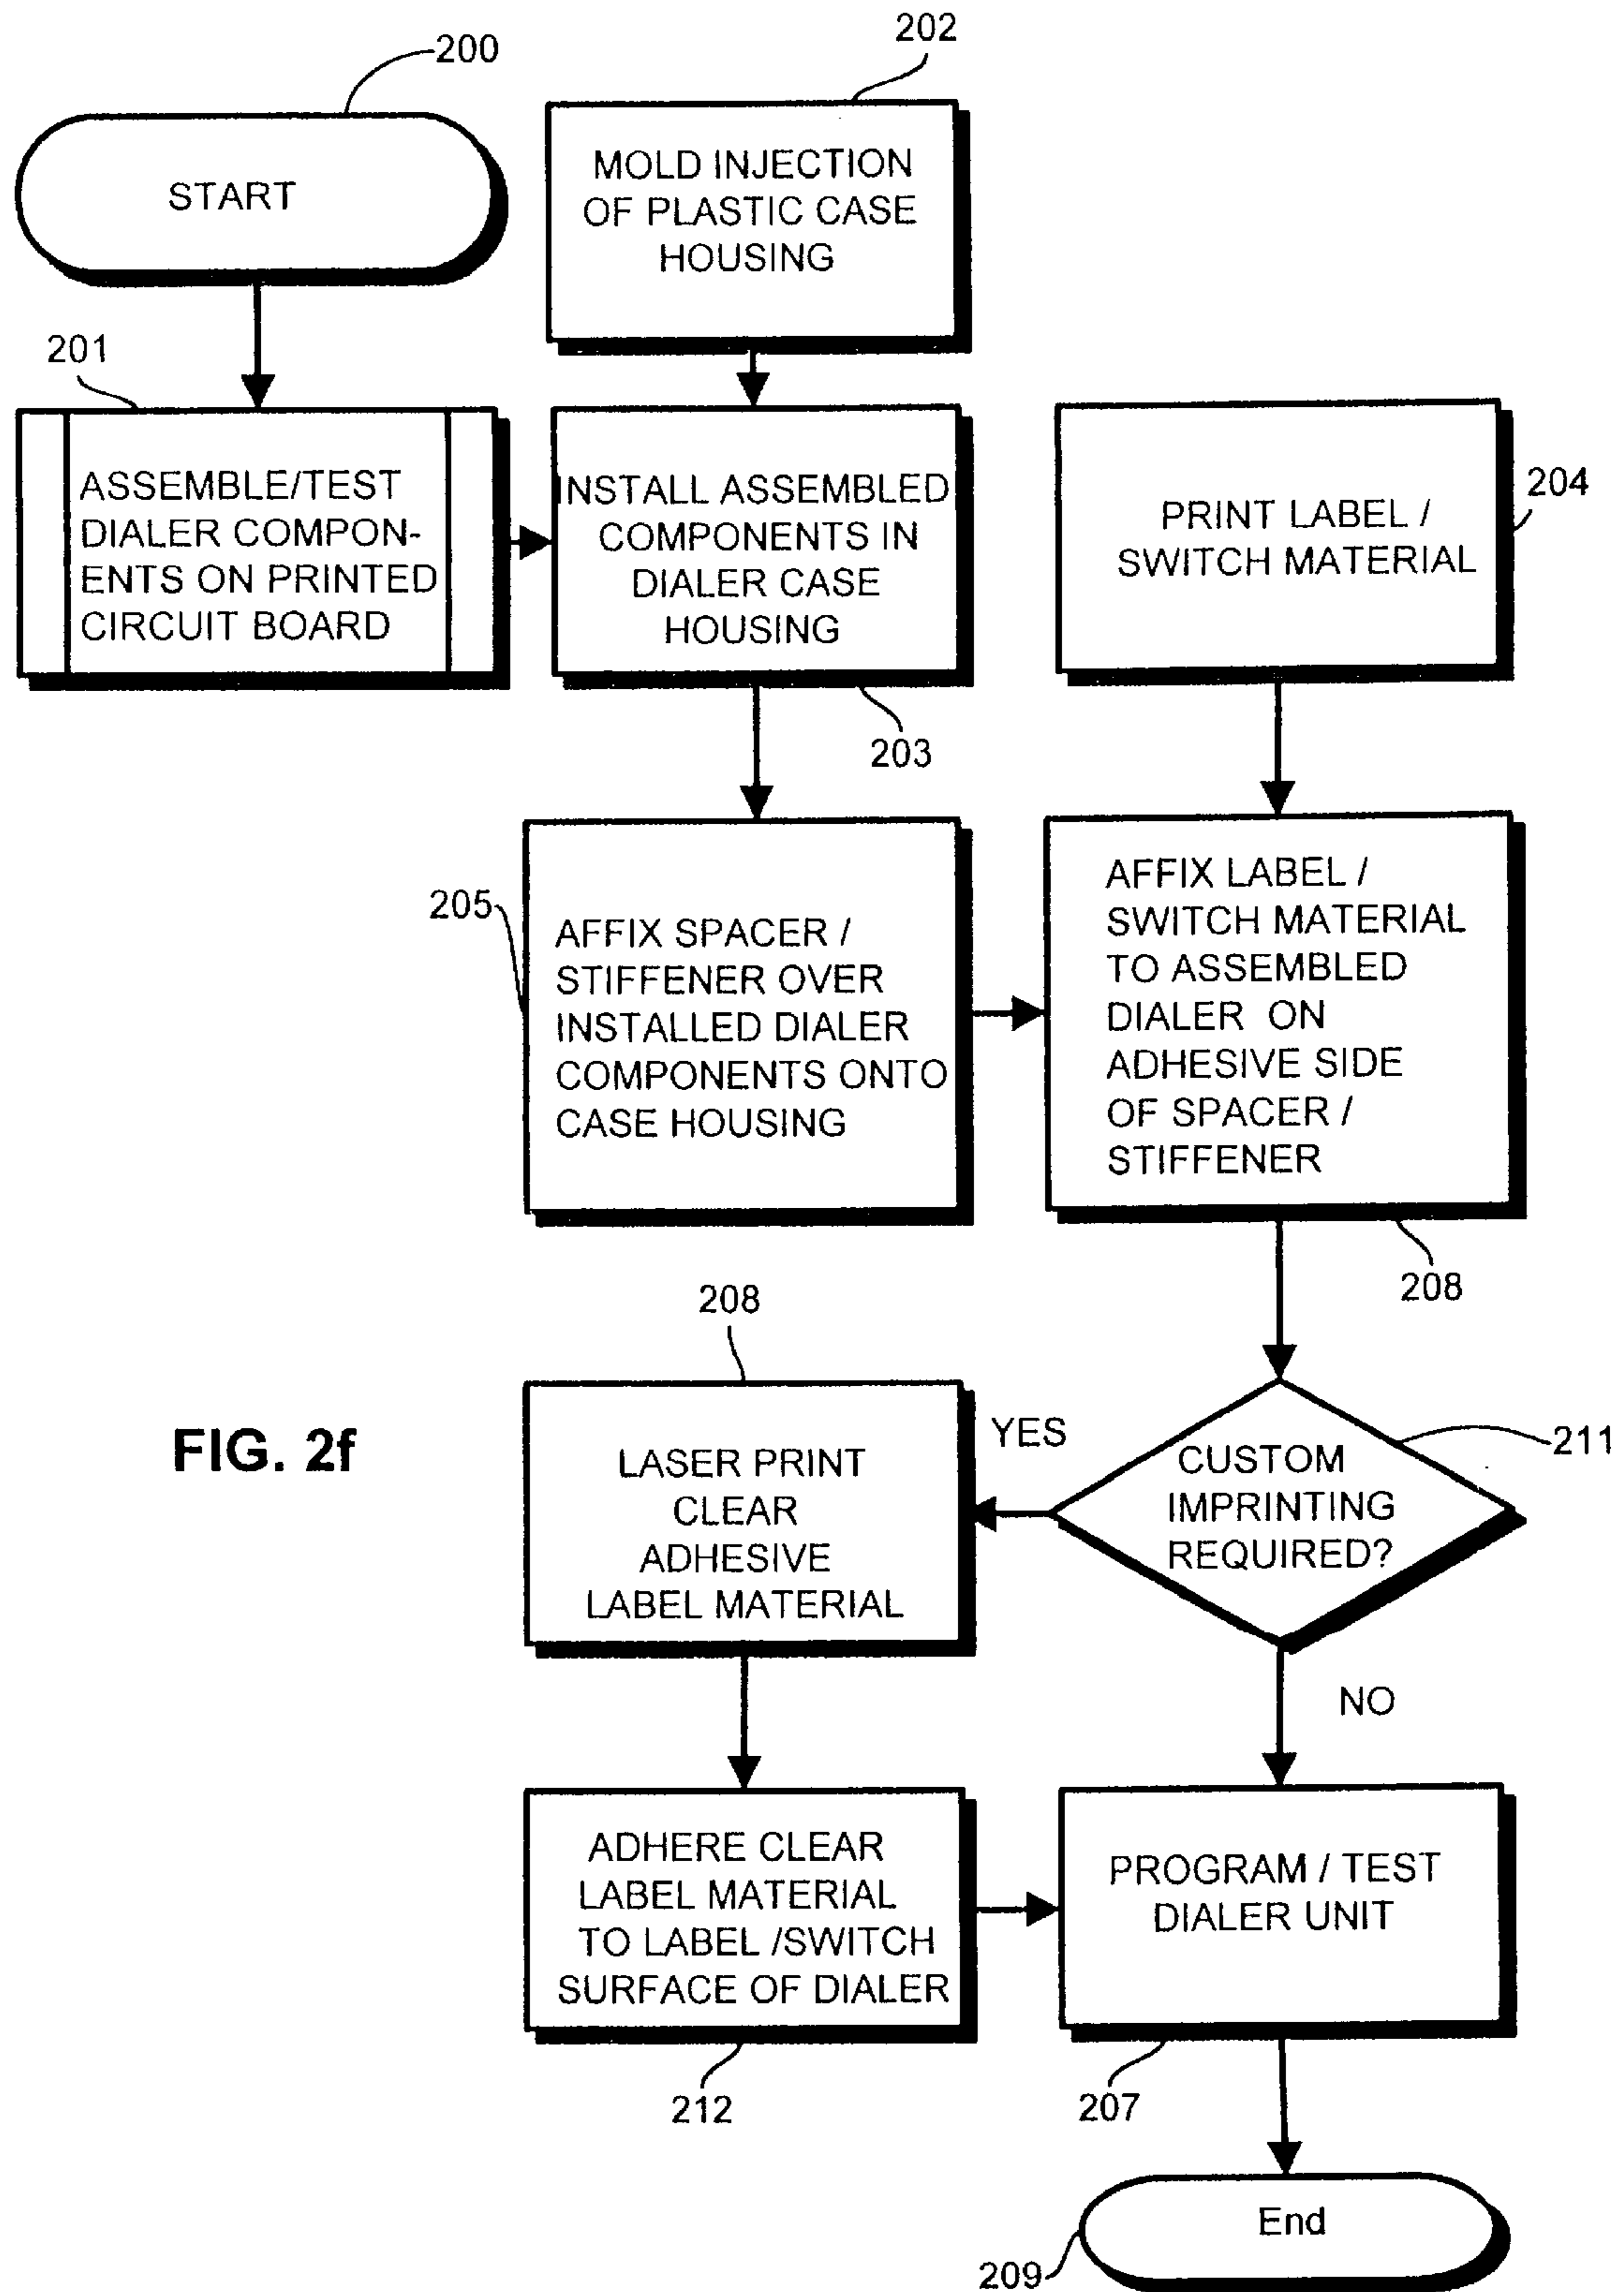 200
START
202
MOLD INJECTION
OF PLASTIC CASE
HOUSING
201
ASSEMBLE/TEST
DIALER COMPON-
ENTS ON PRINTED
CIRCUIT BOARD
INSTALL ASSEMBLED
COMPONENTS IN
DIALER CASE
HOUSING
203
PRINT LABEL /
SWITCH MATERIAL
204
205
AFFIX SPACER /
STIFFENER OVER
INSTALLED DIALER
COMPONENTS ONTO
CASE HOUSING
AFFIX LABEL /
SWITCH MATERIAL
TO ASSEMBLED
DIALER ON
ADHESIVE SIDE
OF SPACER /
STIFFENER
208
211
CUSTOM
IMPRINTING
REQUIRED?
YES
NO
208
LASER PRINT
CLEAR
ADHESIVE
LABEL MATERIAL
FIG. 2f
ADHERE CLEAR
LABEL MATERIAL
TO LABEL /SWITCH
SURFACE OF DIALER
212
PROGRAM / TEST
DIALER UNIT
207
End
209